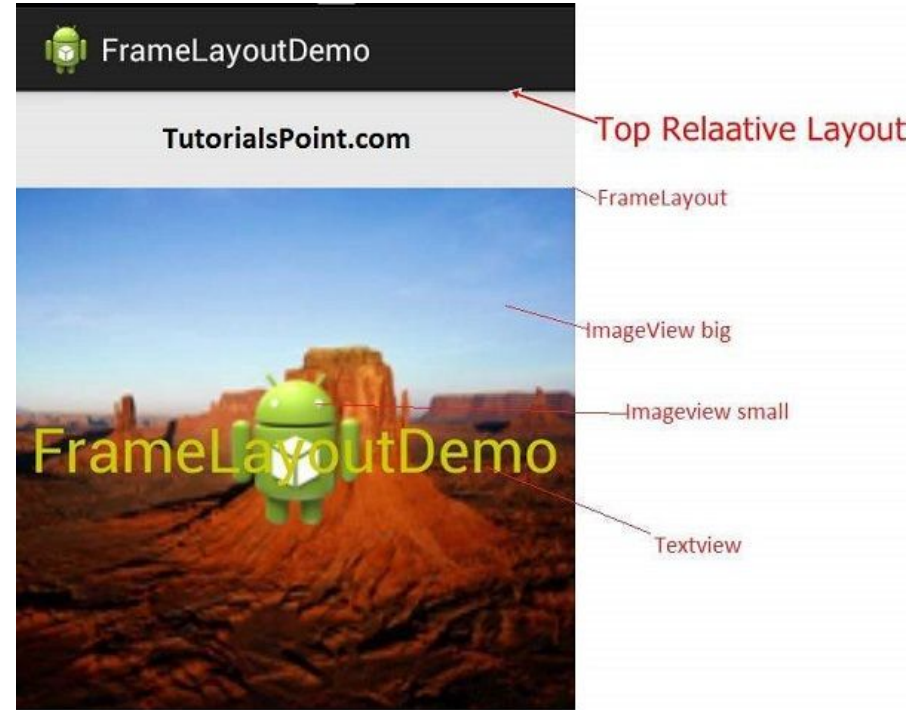 FrameLayoutDemo
TutorialsPoint.com
Top Relaative Layout
FrameLayout
ImageView big
Imageview small
FrameLayoutDemo
Textview